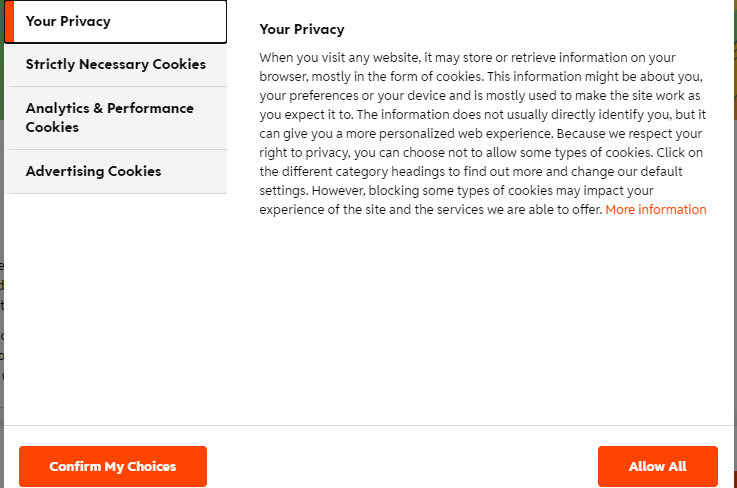 Your Privacy
Strictly Necessary Cookies
Analytics & Performance
Cookies
Advertising Cookies
Your Privacy
When you visit any website, it may store or retrieve information on your
browser, mostly in the form of cookies. This information might be about you,
your preferences or your device and is mostly used to make the site work as
you expect it to. The information does not usually directly identify you, but it
can give you a more personalized web experience. Because we respect your
right to privacy, you can choose not to allow some types of cookies. Click on
the different category headings to find out more and change our default
settings. However, blocking some types of cookies may impact your
experience of the site and the services we are able to offer. More information
Confirm My Choices
Allow All